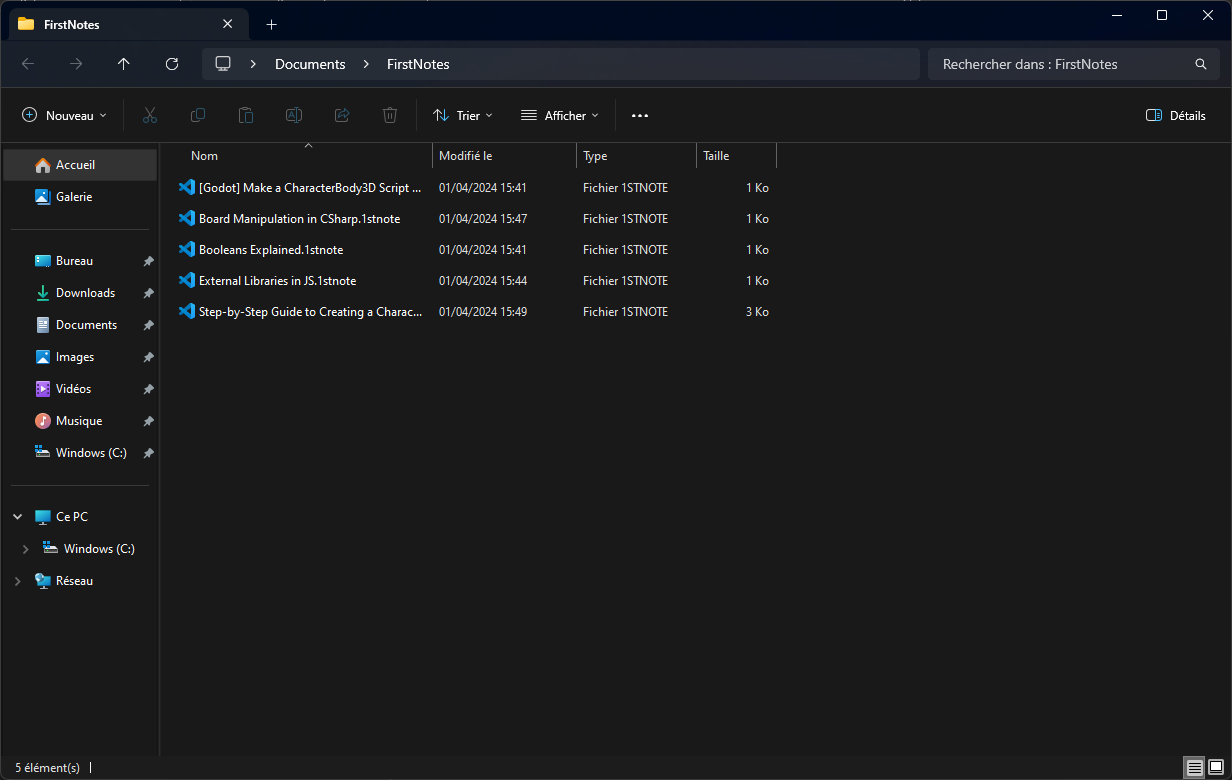 FirstNotes
Documents > FirstNotes
Rechercher dans : FirstNotes
Nouveau
Trier
Afficher
Détails
Accueil
Galerie
Bureau
Downloads
Documents
Images
Vidéos
Musique
Windows (C:)
Ce PC
Windows (C:)
Réseau
Nom Modifié le Type Taille
[Godot] Make a CharacterBody3D Script ... 01/04/2024 15:41 Fichier 1STNOTE 1 Ko
Board Manipulation in CSharp.1stnote 01/04/2024 15:47 Fichier 1STNOTE 1 Ko
Booleans Explained.1stnote 01/04/2024 15:41 Fichier 1STNOTE 1 Ko
External Libraries in JS.1stnote 01/04/2024 15:44 Fichier 1STNOTE 1 Ko
Step-by-Step Guide to Creating a Charac... 01/04/2024 15:49 Fichier 1STNOTE 3 Ko
5 élément(s)